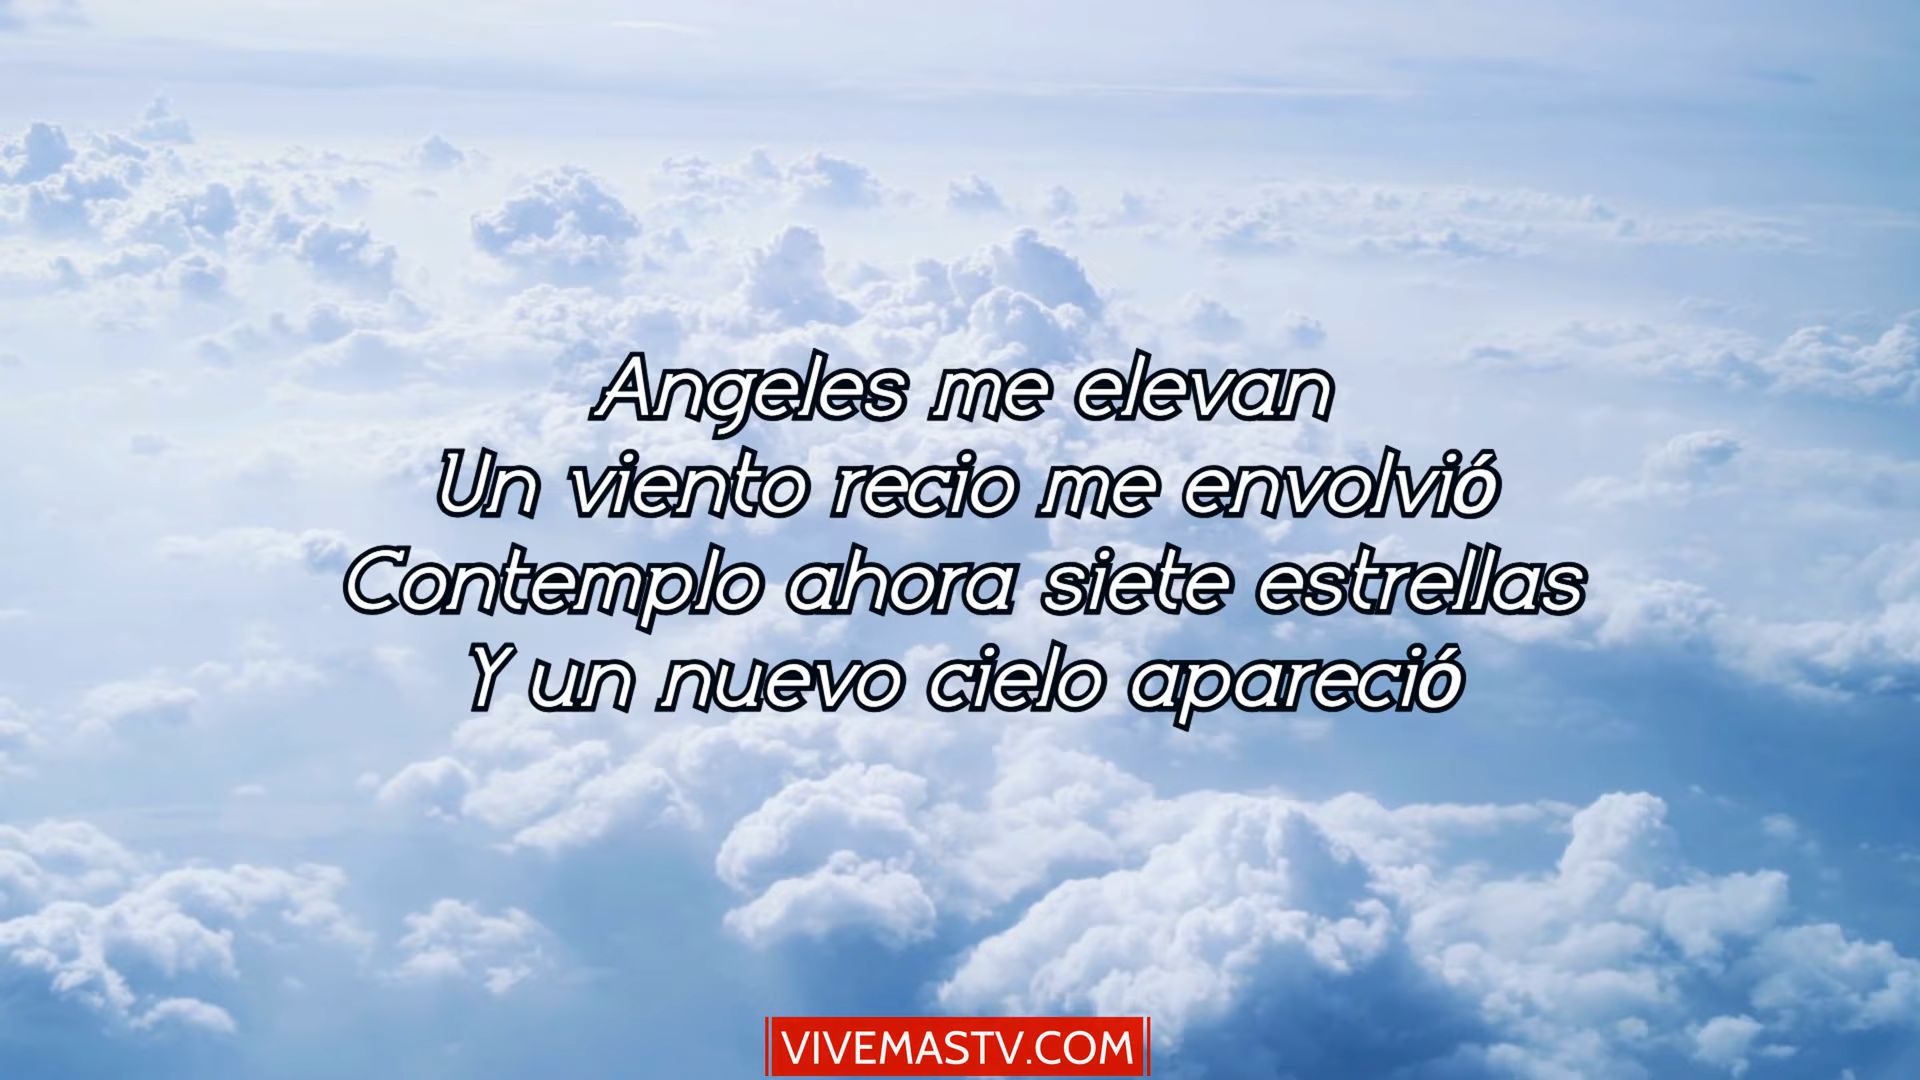 Angeles me elevan
Un viento recio me envolvió
Contemplo ahora siete estrellas
Y un nuevo cielo apareció
VIVEMASTV.COM